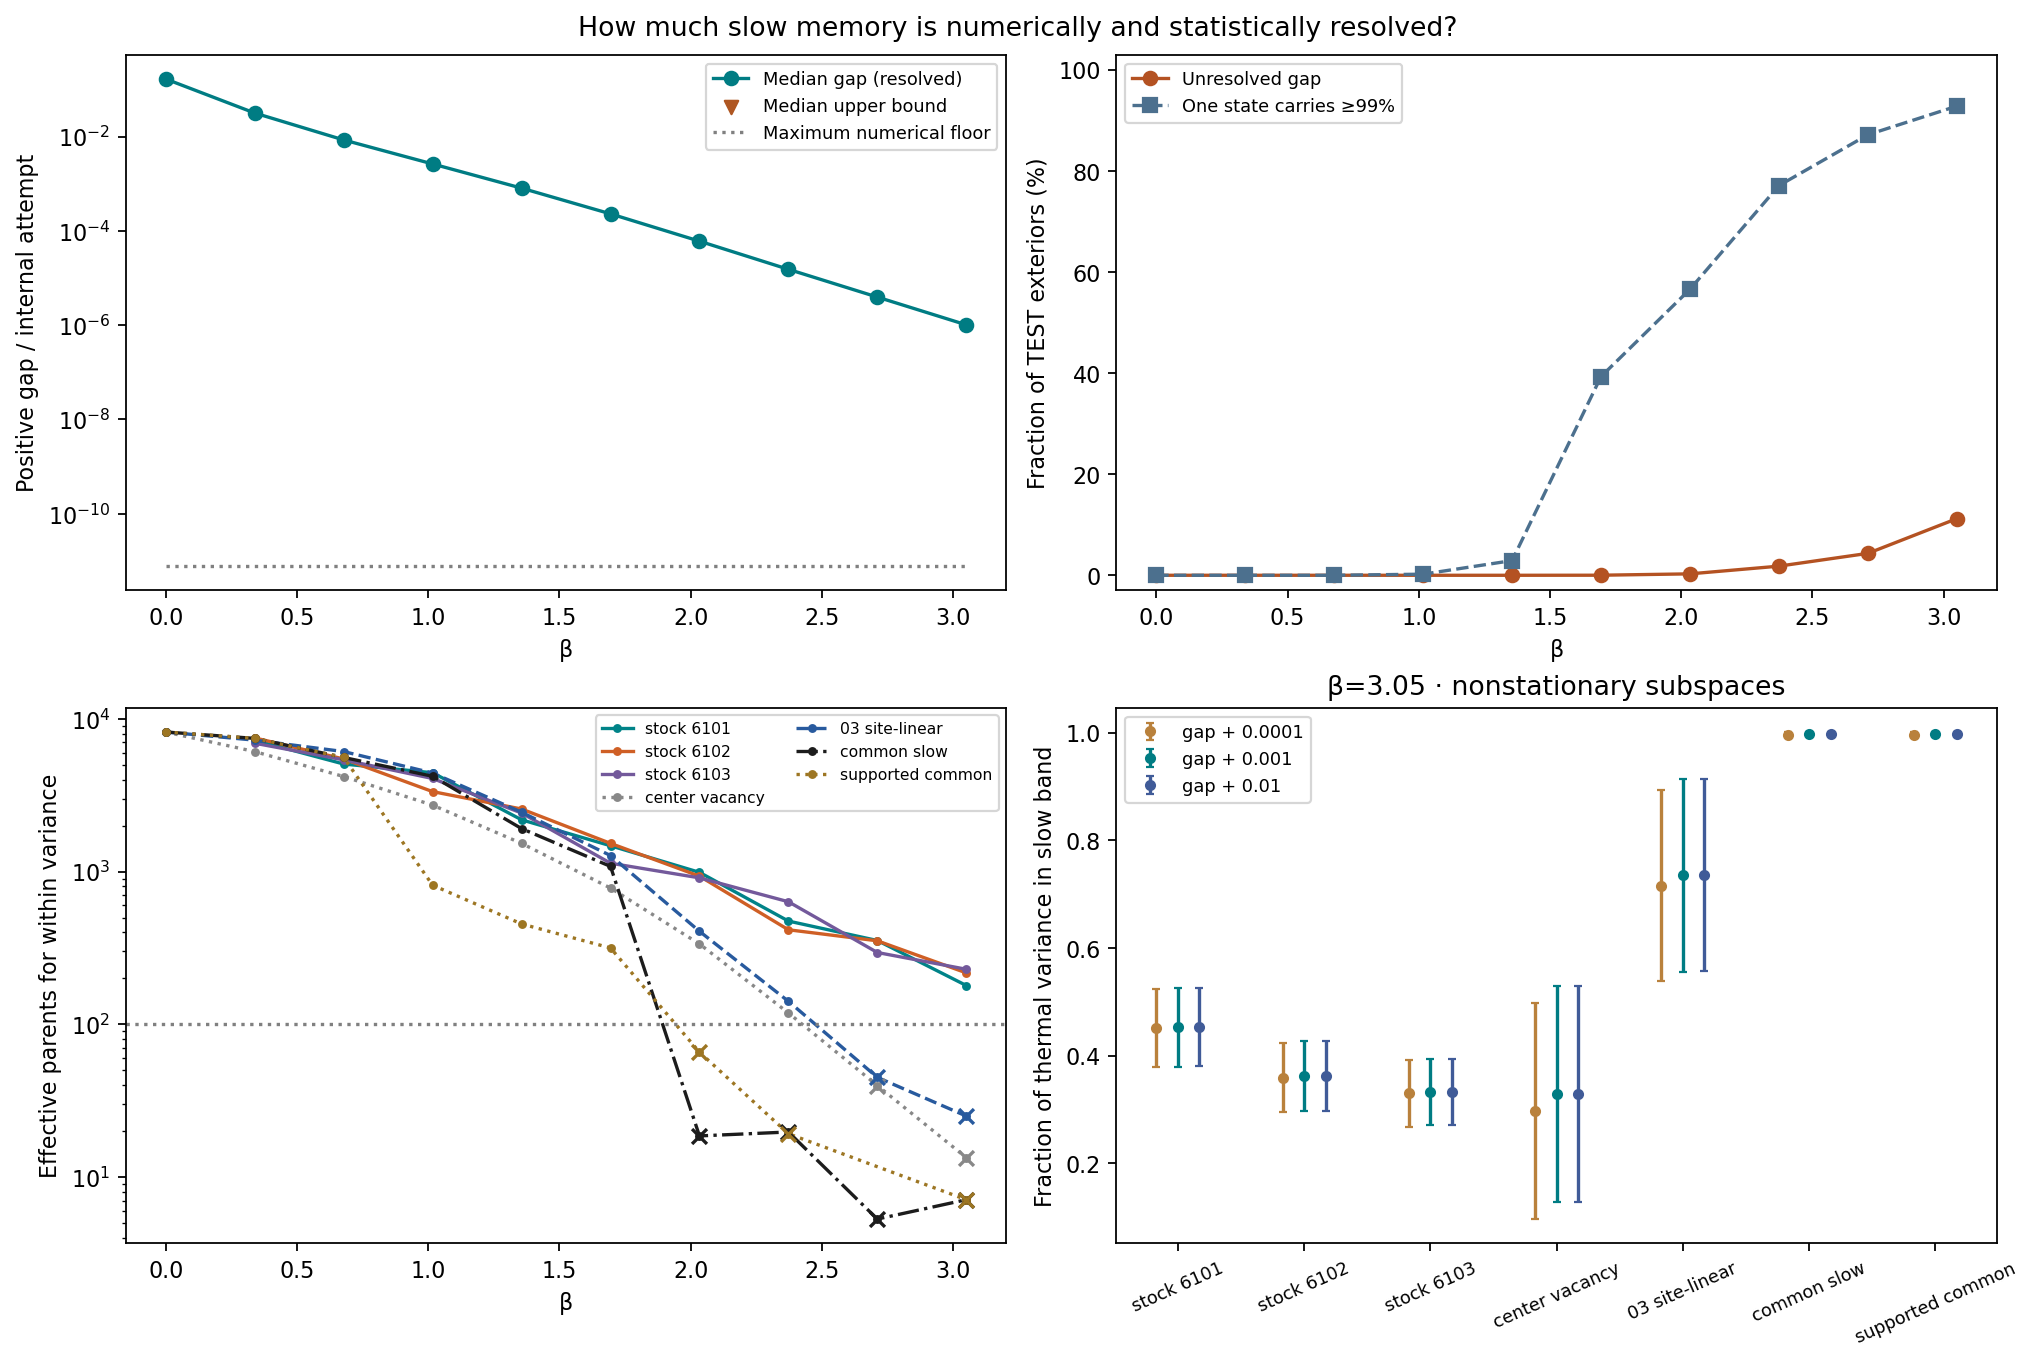 How much slow memory is numerically and statistically resolved?
Positive gap / internal attempt
10⁻²
10⁻⁴
10⁻⁶
10⁻⁸
10⁻¹⁰
Median gap (resolved)
Median upper bound
Maximum numerical floor
0.0 0.5 1.0 1.5 2.0 2.5 3.0
β
Fraction of TEST exteriors (%)
100
80
60
40
20
0
Unresolved gap
One state carries ≥99%
0.0 0.5 1.0 1.5 2.0 2.5 3.0
β
Effective parents for within variance
10⁴
10³
10²
10¹
stock 6101
stock 6102
stock 6103
center vacancy
03 site-linear
common slow
supported common
0.0 0.5 1.0 1.5 2.0 2.5 3.0
β
β=3.05 · nonstationary subspaces
Fraction of thermal variance in slow band
1.0
0.8
0.6
0.4
0.2
gap + 0.0001
gap + 0.001
gap + 0.01
stock 6101
stock 6102
stock 6103
center vacancy
03 site-linear
common slow
supported common